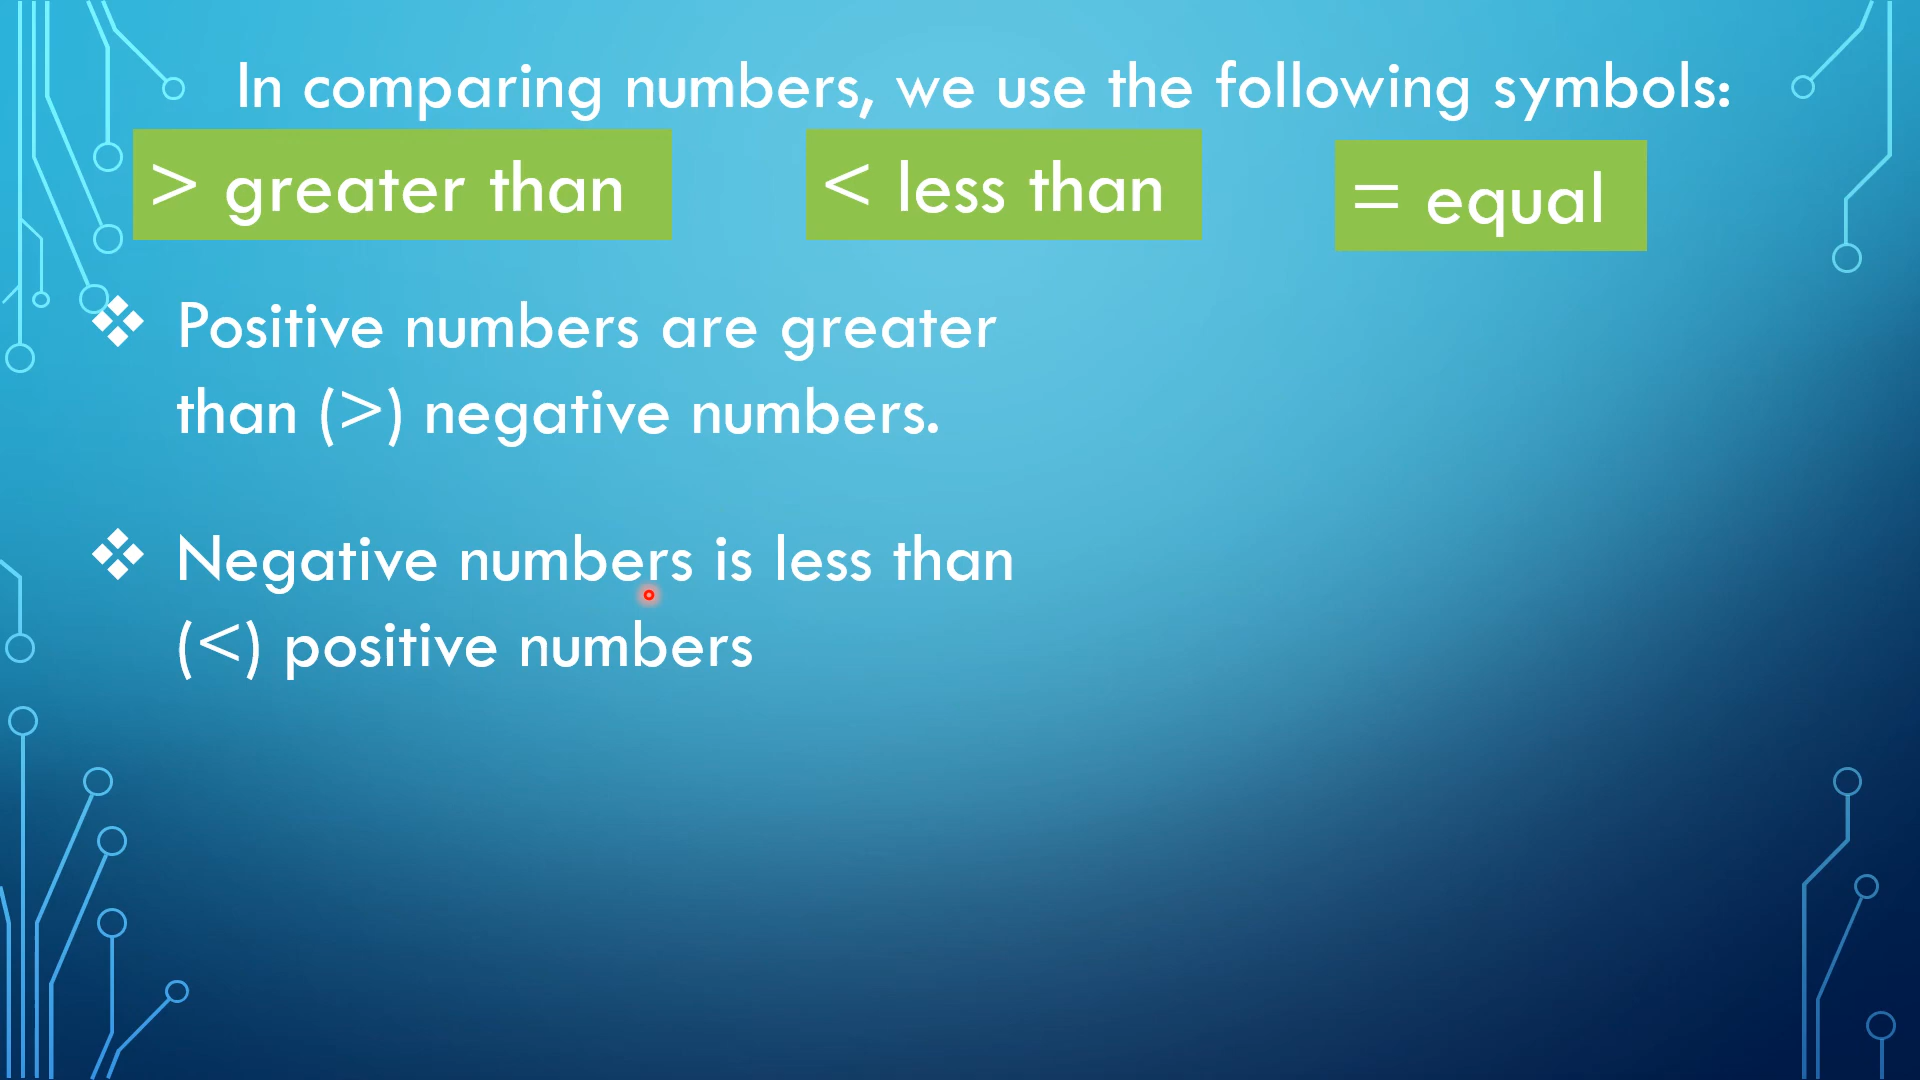 In comparing numbers, we use the following symbols:
> greater than
< less than
= equal
❖ Positive numbers are greater
than (>) negative numbers.
❖ Negative numbers is less than
(<) positive numbers